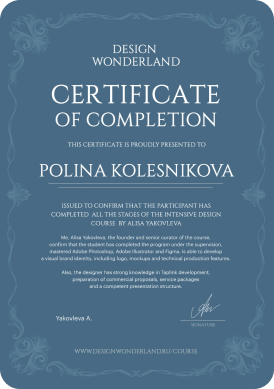 DESIGN
WONDERLAND
CERTIFICATE
OF COMPLETION
THIS CERTIFICATE IS PROUDLY PRESENTED TO
POLINA KOLESNIKOVA
ISSUED TO CONFIRM THAT THE PARTICIPANT HAS
COMPLETED ALL THE STAGES OF THE INTENSIVE DESIGN
COURSE BY ALISA YAKOVLEVA
Me, Alisa Yakovleva, the founder and senior curator of the course,
confirm that the student has completed the program under the supervision,
mastered Adobe Photoshop, Adobe Illustrator and Figma, is able to develop
a visual brand identity, including logo, mockups and technical production features.
Also, the designer has strong knowledge in Taplink development,
preparation of commercial proposals, service packages
and a competent presentation structure.
Yakovleva A.
SIGNATURE
WWW.DESIGNWONDERLAND.RU/COURSE